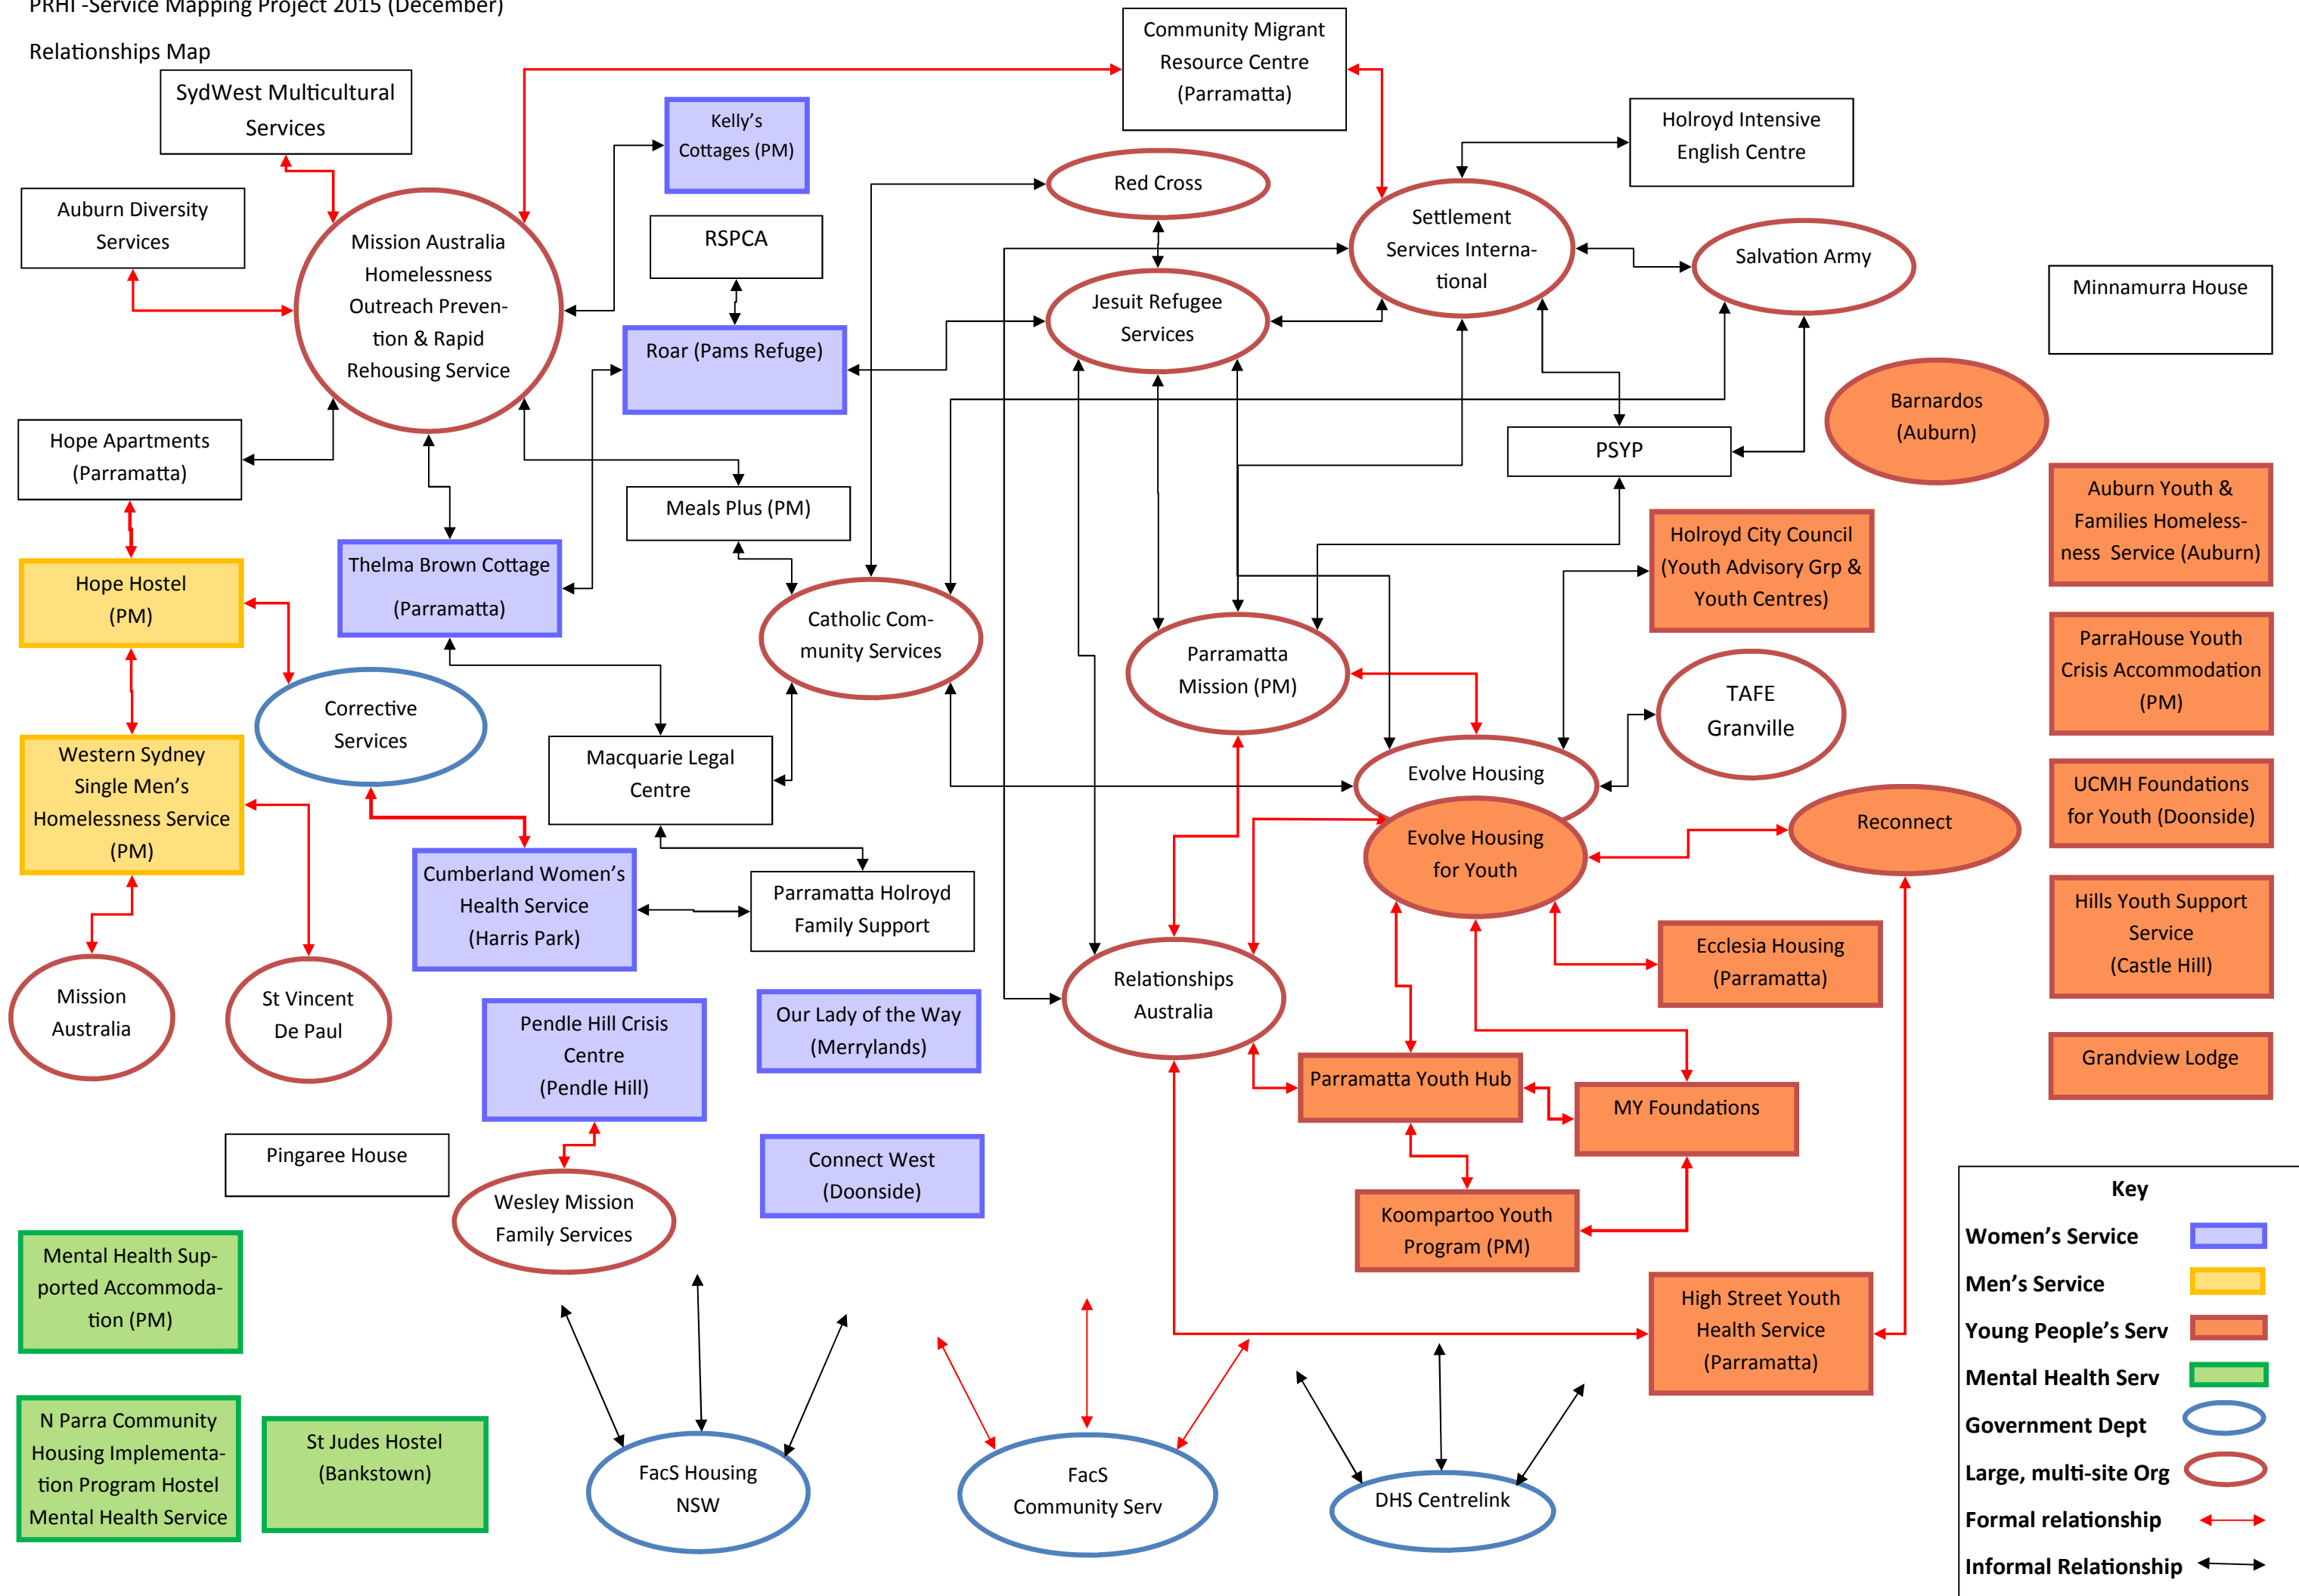 PRHI -Service Mapping Project 2015 (December)
Relationships Map
SydWest Multicultural
Services
Auburn Diversity
Services
Mission Australia
Homelessness
Outreach Preven-
tion & Rapid
Rehousing Service
Kelly's
Cottages (PM)
RSPCA
Roar (Pams Refuge)
Community Migrant
Resource Centre
(Parramatta)
Red Cross
Jesuit Refugee
Services
Settlement
Services Interna-
tional
Holroyd Intensive
English Centre
Salvation Army
Minnamurra House
Barnardos
(Auburn)
Hope Apartments
(Parramatta)
Meals Plus (PM)
PSYP
Hope Hostel
(PM)
Thelma Brown Cottage
(Parramatta)
Catholic Com-
munity Services
Parramatta
Mission (PM)
Holroyd City Council
(Youth Advisory Grp &
Youth Centres)
Auburn Youth &
Families Homeless-
ness Service (Auburn)
ParraHouse Youth
Crisis Accommodation
(PM)
Corrective
Services
Western Sydney
Single Men's
Homelessness Service
(PM)
Macquarie Legal
Centre
Evolve Housing
TAFE
Granville
UCMH Foundations
for Youth (Doonside)
Evolve Housing
for Youth
Reconnect
Cumberland Women's
Health Service
(Harris Park)
Parramatta Holroyd
Family Support
Hills Youth Support
Service
(Castle Hill)
Ecclesia Housing
(Parramatta)
Mission
Australia
St Vincent
De Paul
Relationships
Australia
Pendle Hill Crisis
Centre
(Pendle Hill)
Our Lady of the Way
(Merrylands)
Grandview Lodge
Parramatta Youth Hub
MY Foundations
Pingaree House
Connect West
(Doonside)
Wesley Mission
Family Services
Koompartoo Youth
Program (PM)
Mental Health Sup-
ported Accommoda-
tion (PM)
High Street Youth
Health Service
(Parramatta)
N Parra Community
Housing Implementa-
tion Program Hostel
Mental Health Service
St Judes Hostel
(Bankstown)
FacS Housing
NSW
FacS
Community Serv
DHS Centrelink
Key
Women's Service
Men's Service
Young People's Serv
Mental Health Serv
Government Dept
Large, multi-site Org
Formal relationship
Informal Relationship